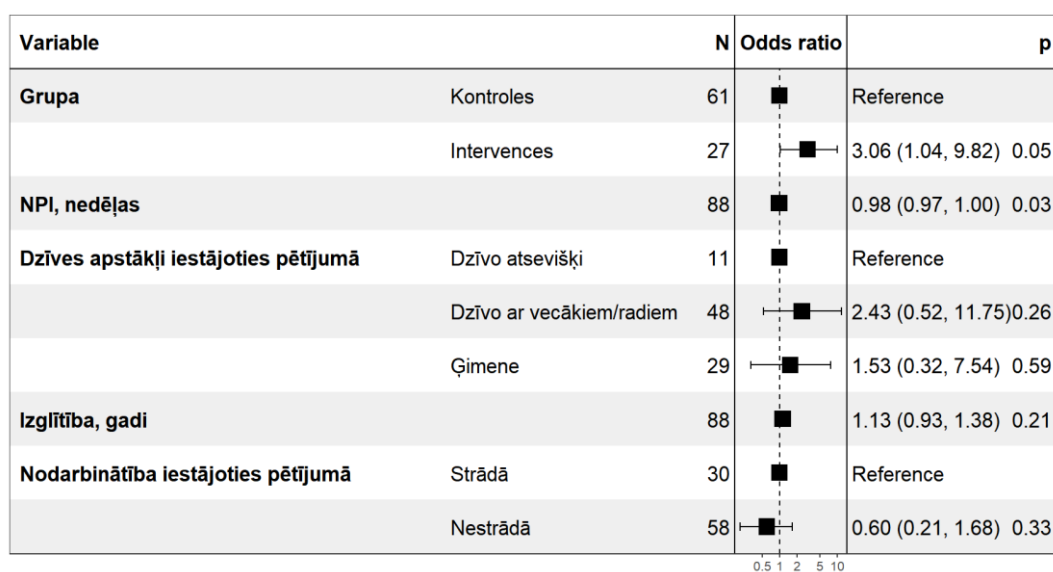 Variable N Odds ratio p
Grupa Kontroles 61 Reference
Intervences 27 3.06 (1.04, 9.82) 0.05
NPI, nedēļas 88 0.98 (0.97, 1.00) 0.03
Dzīves apstākļi iestājoties pētījumā Dzīvo atsevišķi 11 Reference
Dzīvo ar vecākiem/radiem 48 2.43 (0.52, 11.75)0.26
Ģimene 29 1.53 (0.32, 7.54) 0.59
Izglītība, gadi 88 1.13 (0.93, 1.38) 0.21
Nodarbinātība iestājoties pētījumā Strādā 30 Reference
Nestrādā 58 0.60 (0.21, 1.68) 0.33
0.5 1 2 5 10